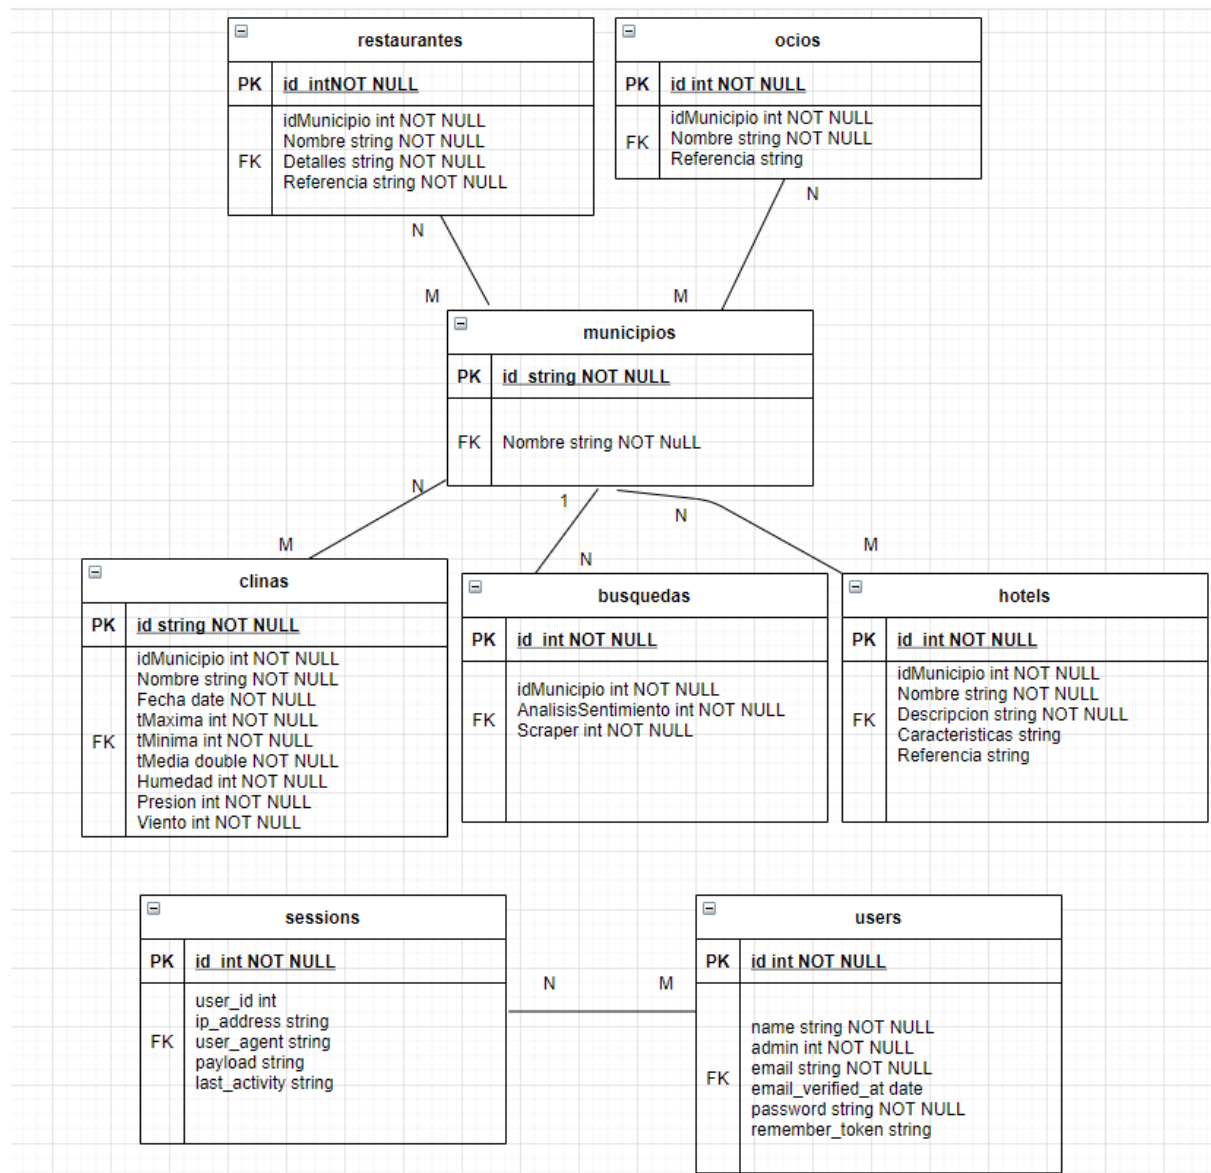 restaurantes
PK id_intNOT NULL
FK
idMunicipio int NOT NULL
Nombre string NOT NULL
Detalles string NOT NULL
Referencia string NOT NULL
ocios
PK id int NOT NULL
FK
idMunicipio int NOT NULL
Nombre string NOT NULL
Referencia string
N
N
M
M
municipios
PK id_string NOT NULL
FK Nombre string NOT NuLL
N
1
N
M
N
M
clinas
PK id string NOT NULL
FK
idMunicipio int NOT NULL
Nombre string NOT NULL
Fecha date NOT NULL
tMaxima int NOT NULL
tMinima int NOT NULL
tMedia double NOT NULL
Humedad int NOT NULL
Presion int NOT NULL
Viento int NOT NULL
busquedas
PK id_int NOT NULL
FK
idMunicipio int NOT NULL
AnalisisSentimiento int NOT NULL
Scraper int NOT NULL
hotels
PK id_int NOT NULL
FK
idMunicipio int NOT NULL
Nombre string NOT NULL
Descripcion string NOT NULL
Caracteristicas string
Referencia string
sessions
PK id_int NOT NULL
FK
user_id int
ip_address string
user_agent string
payload string
last_activity string
N
M
users
PK id int NOT NULL
FK
name string NOT NULL
admin int NOT NULL
email string NOT NULL
email_verified_at date
password string NOT NULL
remember_token string